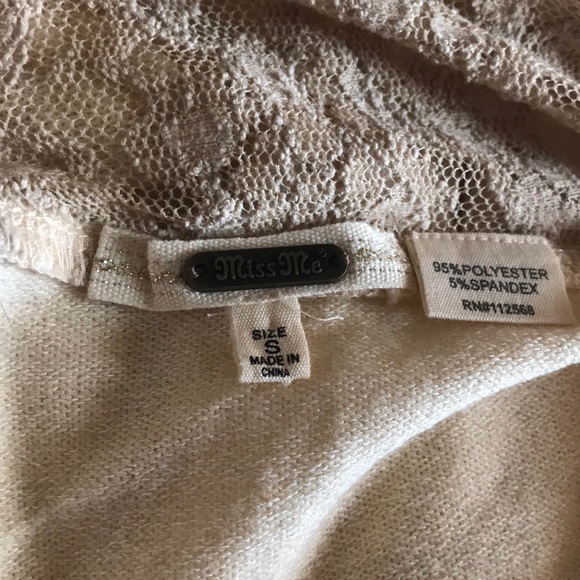 Miss Me
SIZE
S
MADE IN
CHINA
95%POLYESTER
5%SPANDEX
RN#112568